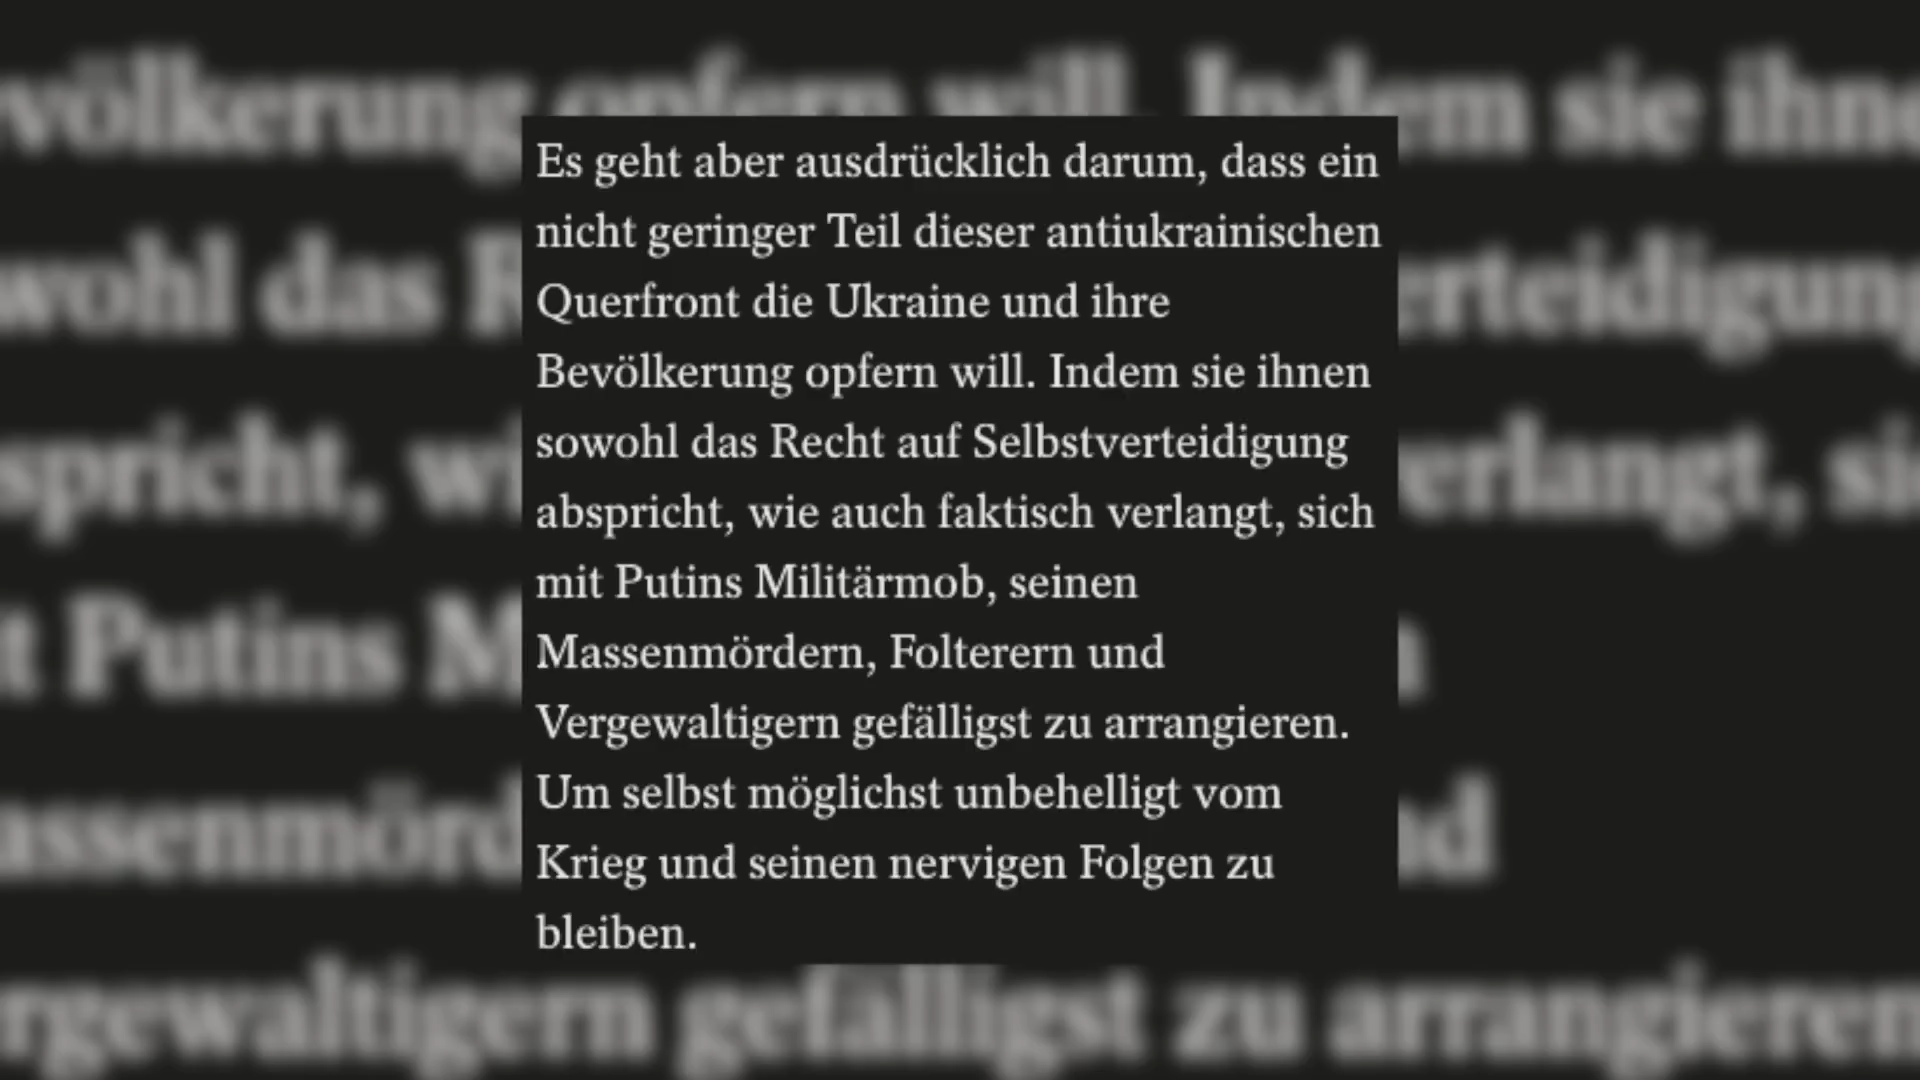 Es geht aber ausdrücklich darum, dass ein
nicht geringer Teil dieser antiukrainischen
Querfront die Ukraine und ihre
Bevölkerung opfern will. Indem sie ihnen
sowohl das Recht auf Selbstverteidigung
abspricht, wie auch faktisch verlangt, sich
mit Putins Militärmob, seinen
Massenmördern, Folterern und
Vergewaltigern gefälligst zu arrangieren.
Um selbst möglichst unbehelligt vom
Krieg und seinen nervigen Folgen zu
bleiben.